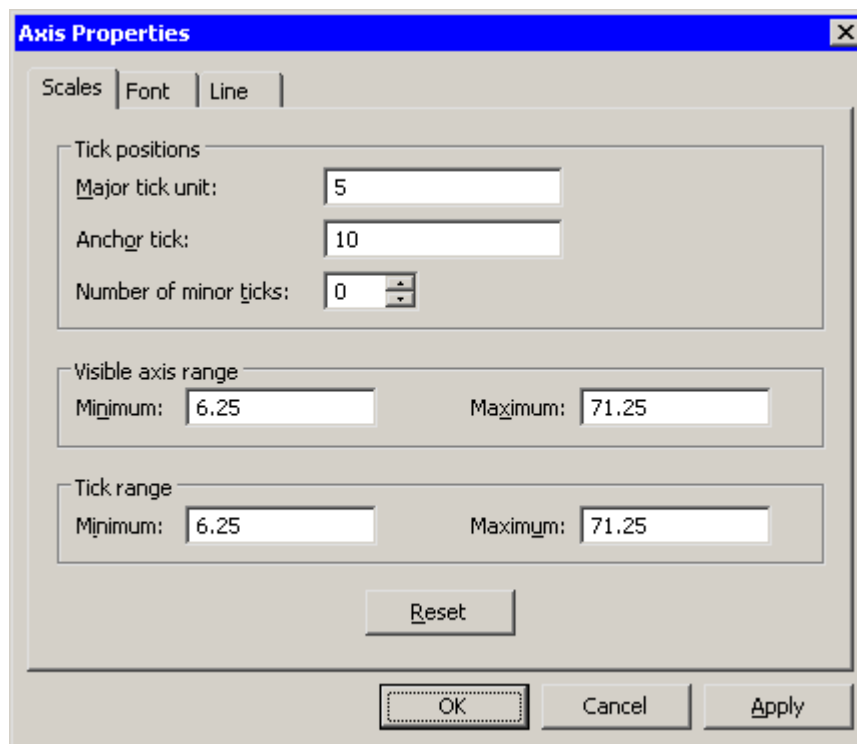 Axis Properties
Scales Font Line
Tick positions
Major tick unit: 5
Anchor tick: 10
Number of minor ticks: 0
Visible axis range
Minimum: 6.25 Maximum: 71.25
Tick range
Minimum: 6.25 Maximum: 71.25
Reset
OK Cancel Apply